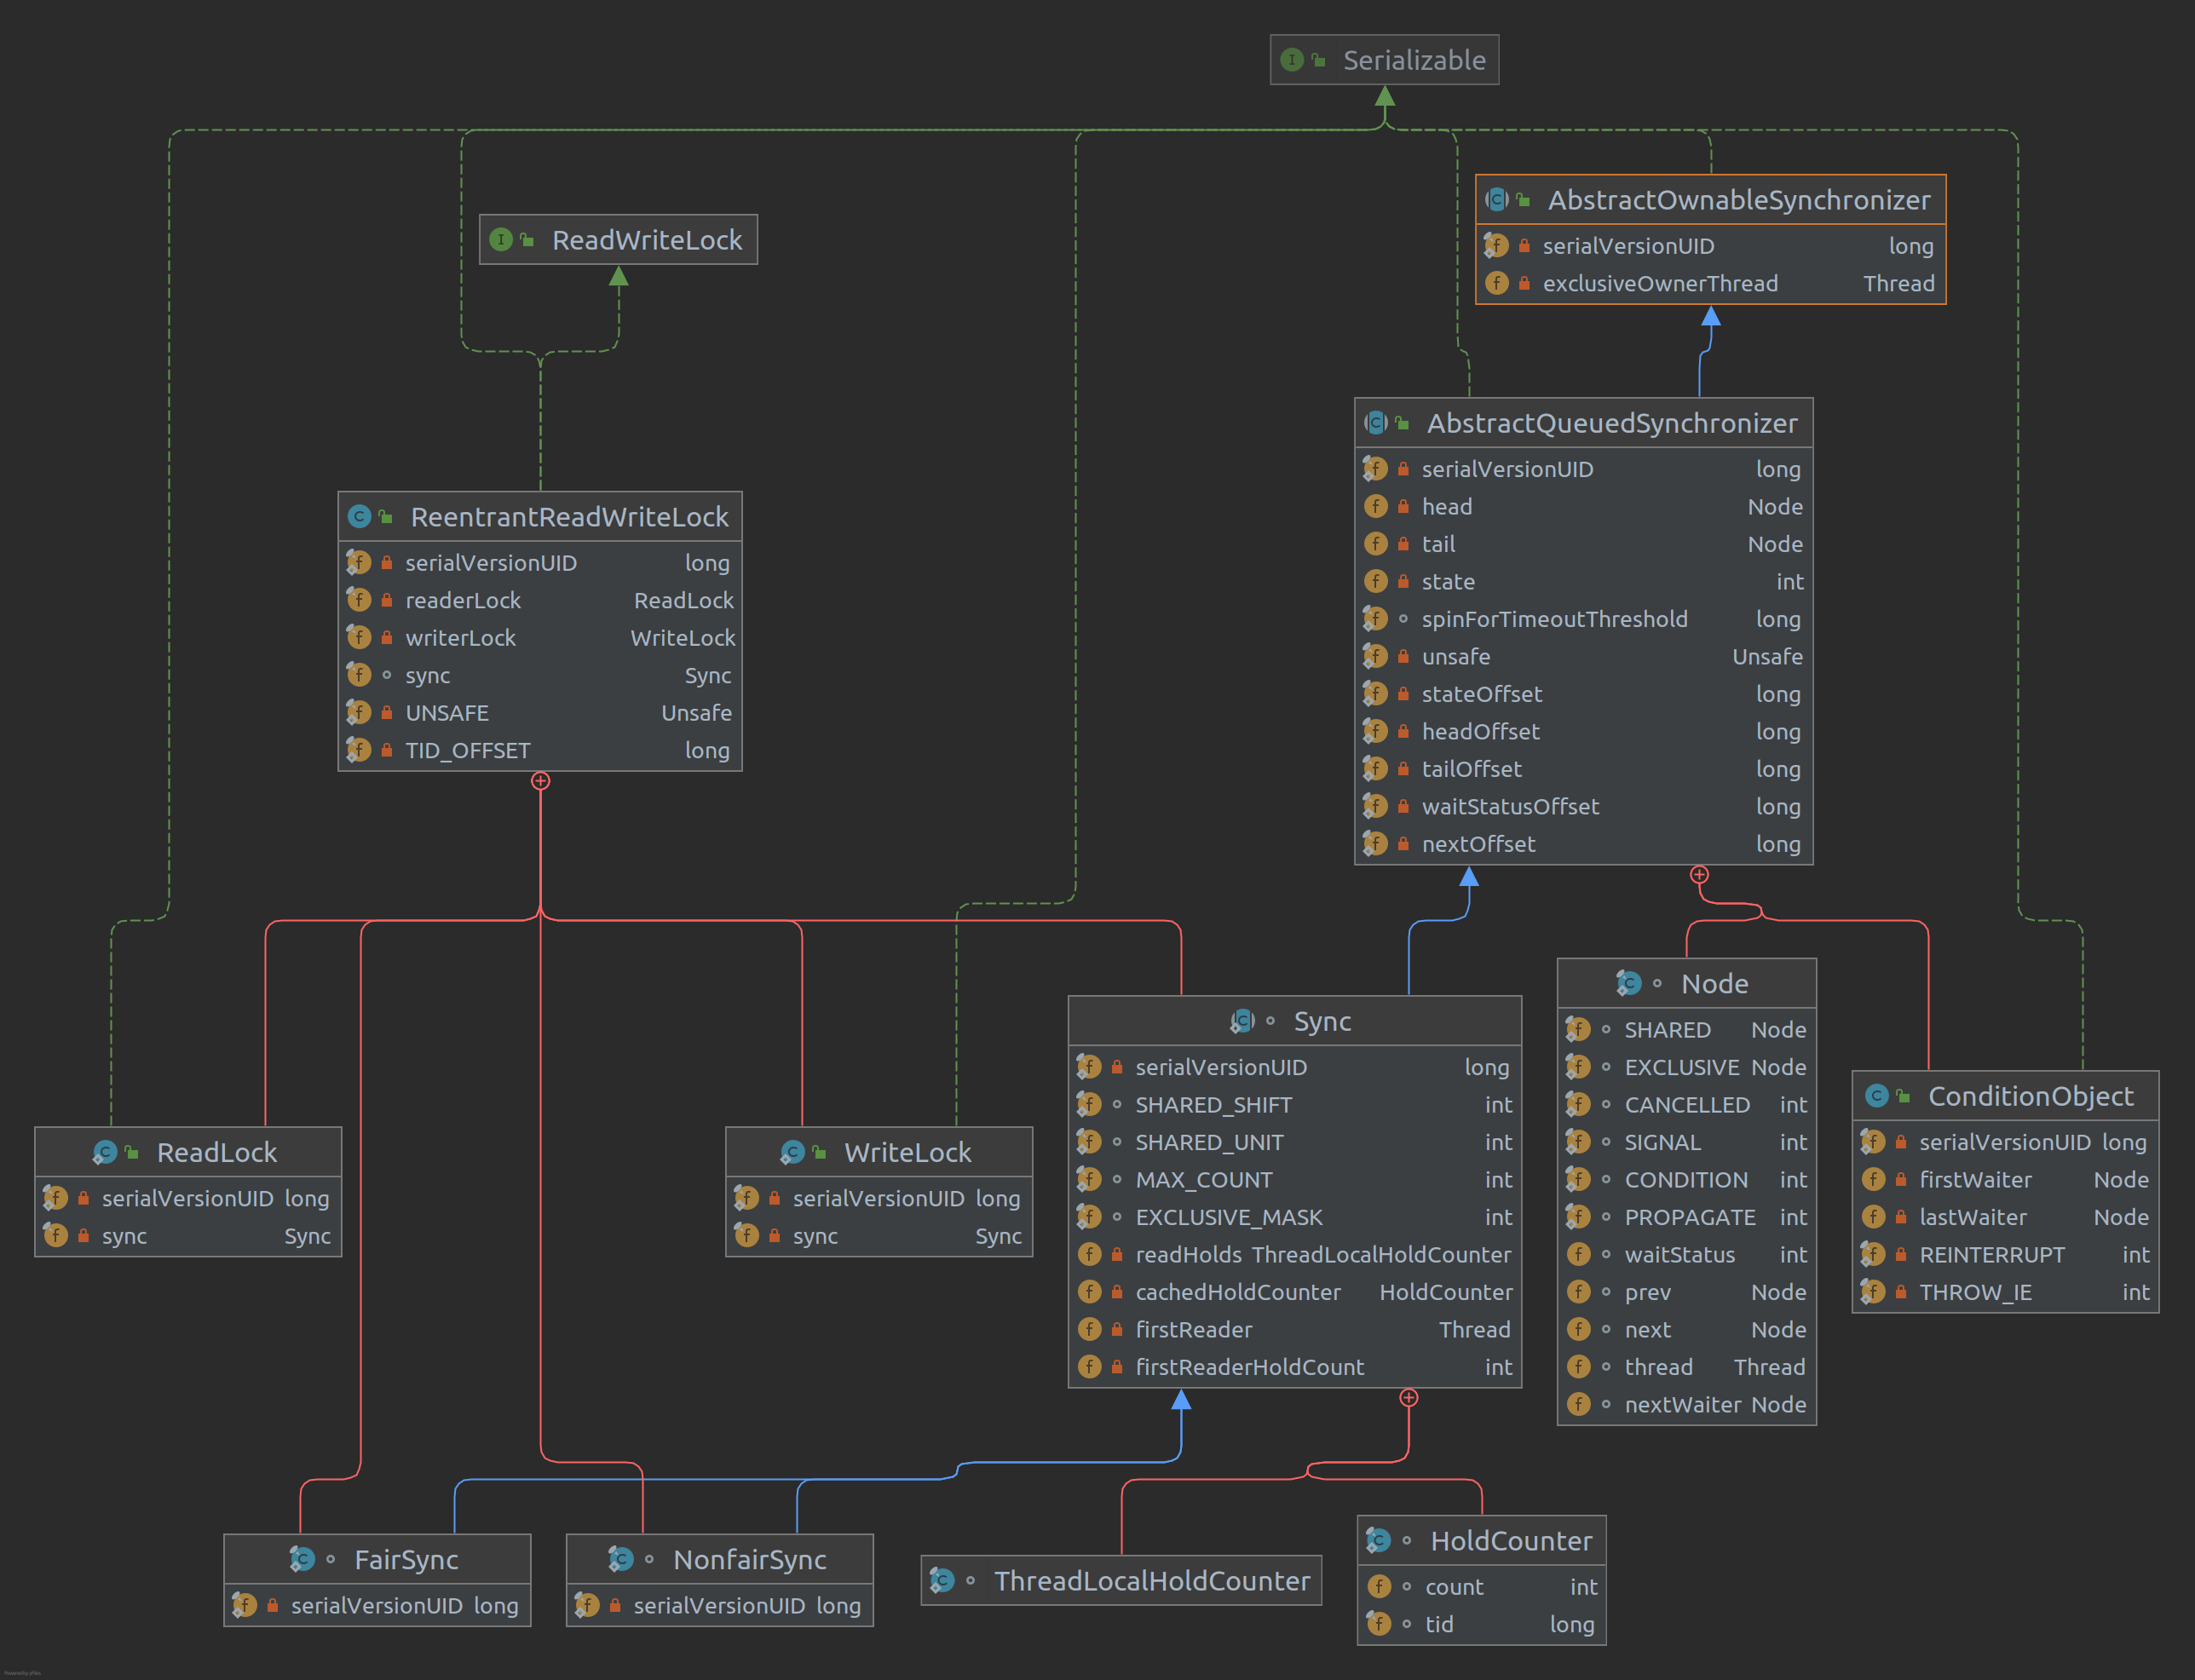 Serializable
ReadWriteLock
AbstractOwnableSynchronizer
serialVersionUID long
exclusiveOwnerThread Thread
AbstractQueuedSynchronizer
serialVersionUID long
head Node
tail Node
state int
spinForTimeoutThreshold long
unsafe Unsafe
stateOffset long
headOffset long
tailOffset long
waitStatusOffset long
nextOffset long
ReentrantReadWriteLock
serialVersionUID long
readerLock ReadLock
writerLock WriteLock
sync Sync
UNSAFE Unsafe
TID_OFFSET long
ReadLock
serialVersionUID long
sync Sync
WriteLock
serialVersionUID long
sync Sync
Sync
serialVersionUID long
SHARED_SHIFT int
SHARED_UNIT int
MAX_COUNT int
EXCLUSIVE_MASK int
readHolds ThreadLocalHoldCounter
cachedHoldCounter HoldCounter
firstReader Thread
firstReaderHoldCount int
Node
SHARED Node
EXCLUSIVE Node
CANCELLED int
SIGNAL int
CONDITION int
PROPAGATE int
waitStatus int
prev Node
next Node
thread Thread
nextWaiter Node
ConditionObject
serialVersionUID long
firstWaiter Node
lastWaiter Node
REINTERRUPT int
THROW_IE int
FairSync
serialVersionUID long
NonfairSync
serialVersionUID long
ThreadLocalHoldCounter
HoldCounter
count int
tid long
Powered by yFiles